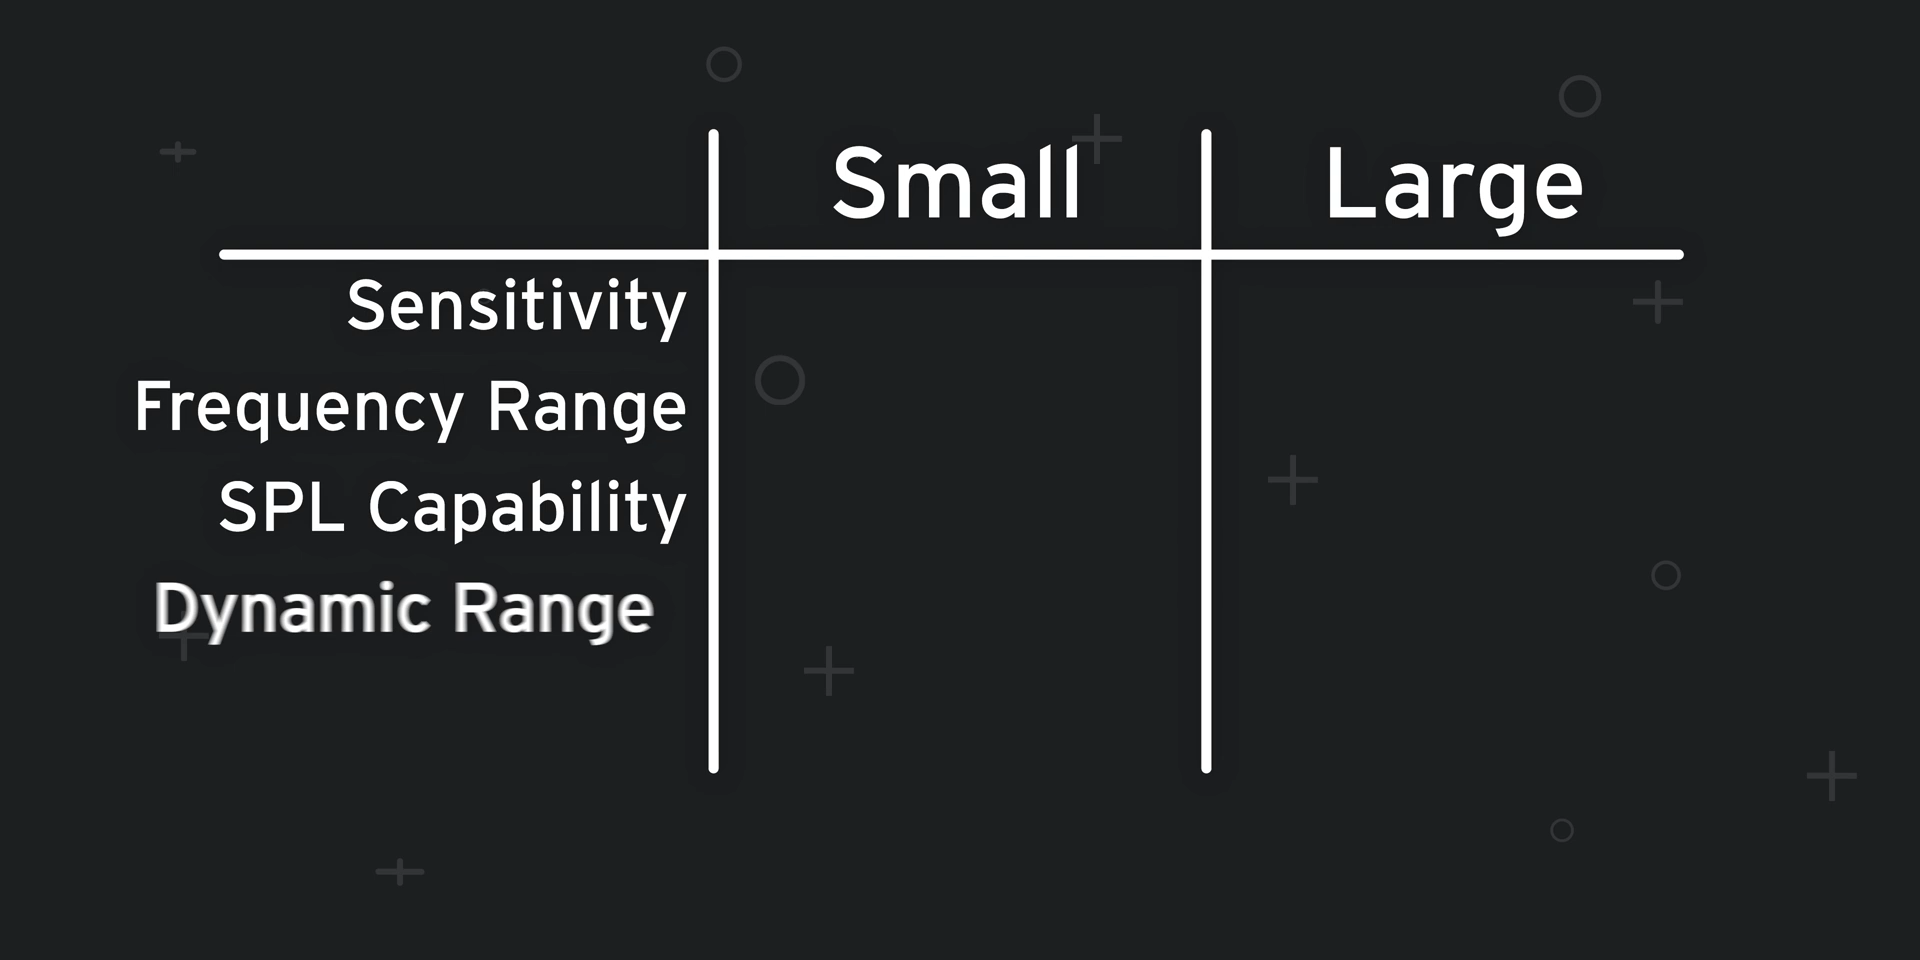 Small Large
Sensitivity
Frequency Range
SPL Capability
Dynamic Range